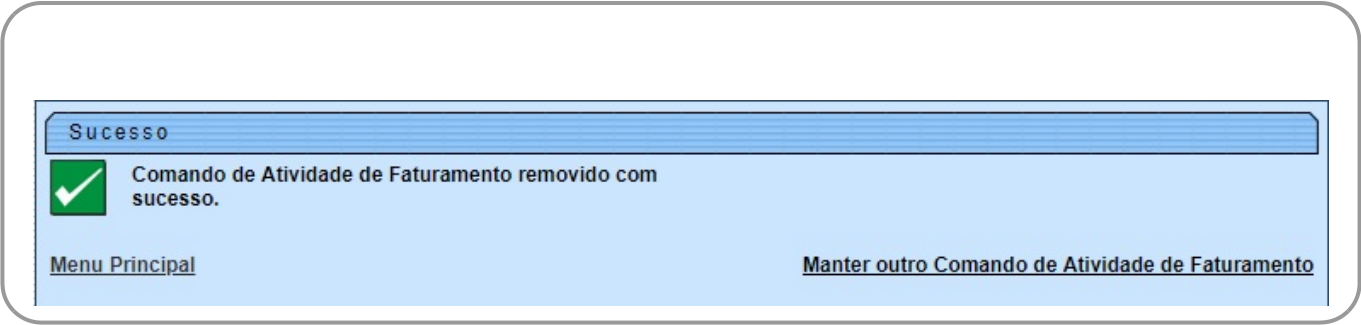 Sucesso
Comando de Atividade de Faturamento removido com
sucesso.
Menu Principal
Manter outro Comando de Atividade de Faturamento